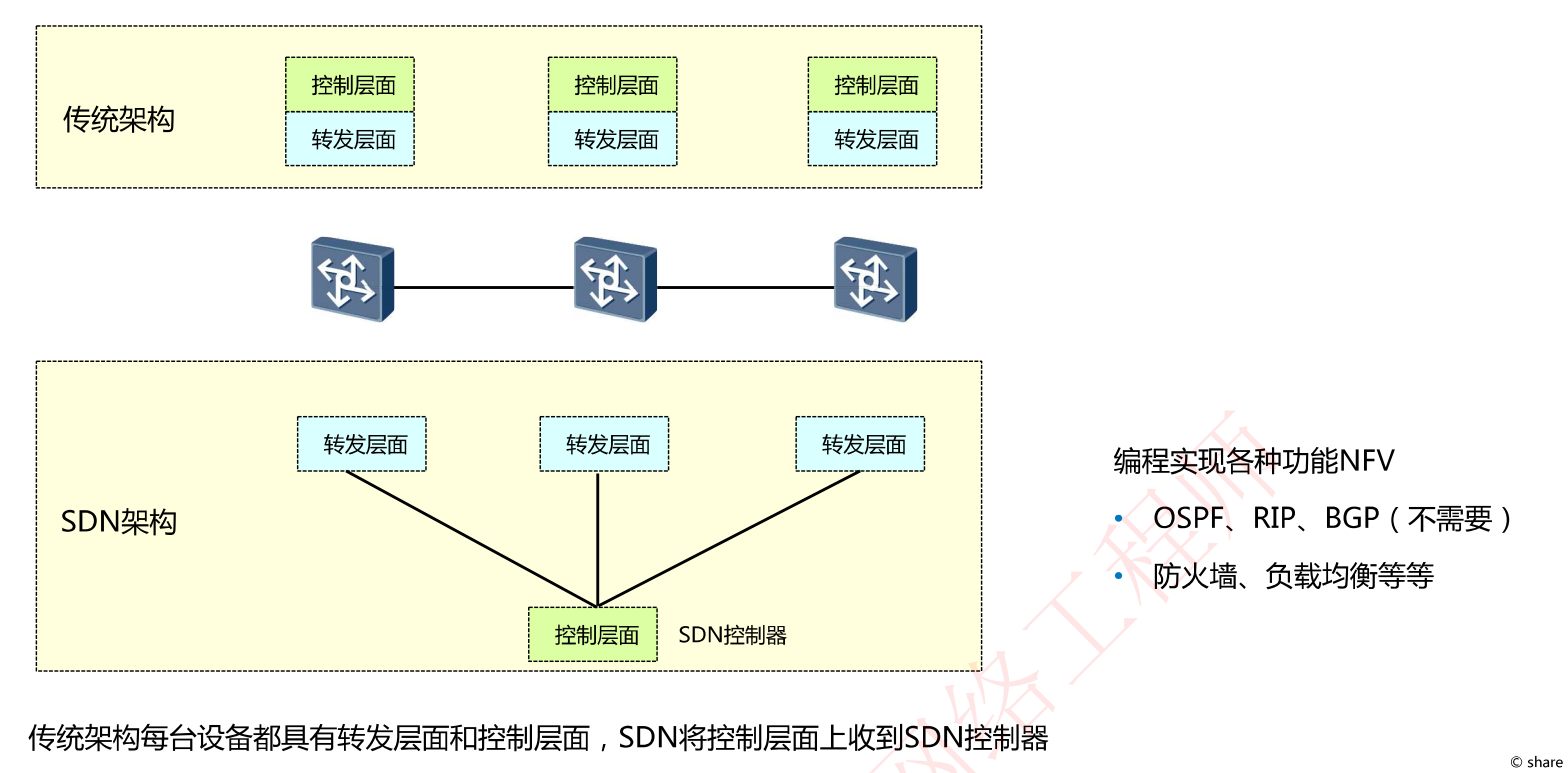 传统架构
控制层面
控制层面
控制层面
转发层面
转发层面
转发层面
SDN架构
转发层面
转发层面
转发层面
控制层面
SDN控制器
编程实现各种功能NFV
• OSPF、RIP、BGP（不需要）
• 防火墙、负载均衡等等
传统架构每台设备都具有转发层面和控制层面，SDN将控制层面上收到SDN控制器
网络工程师
© share